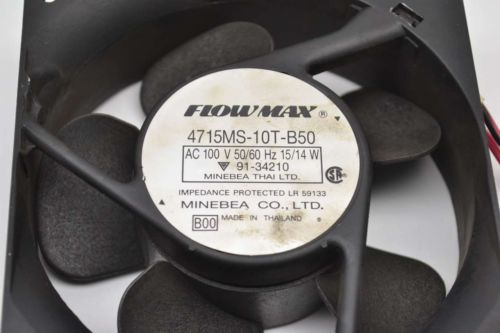 FLOWMAX ®
4715MS-10T-B50
AC 100 V 50/60 Hz 15/14 W
91-34210
MINEBEA THAI LTD.
IMPEDANCE PROTECTED LR 59133
MINEBEA CO., LTD.
B00 MADE IN THAILAND